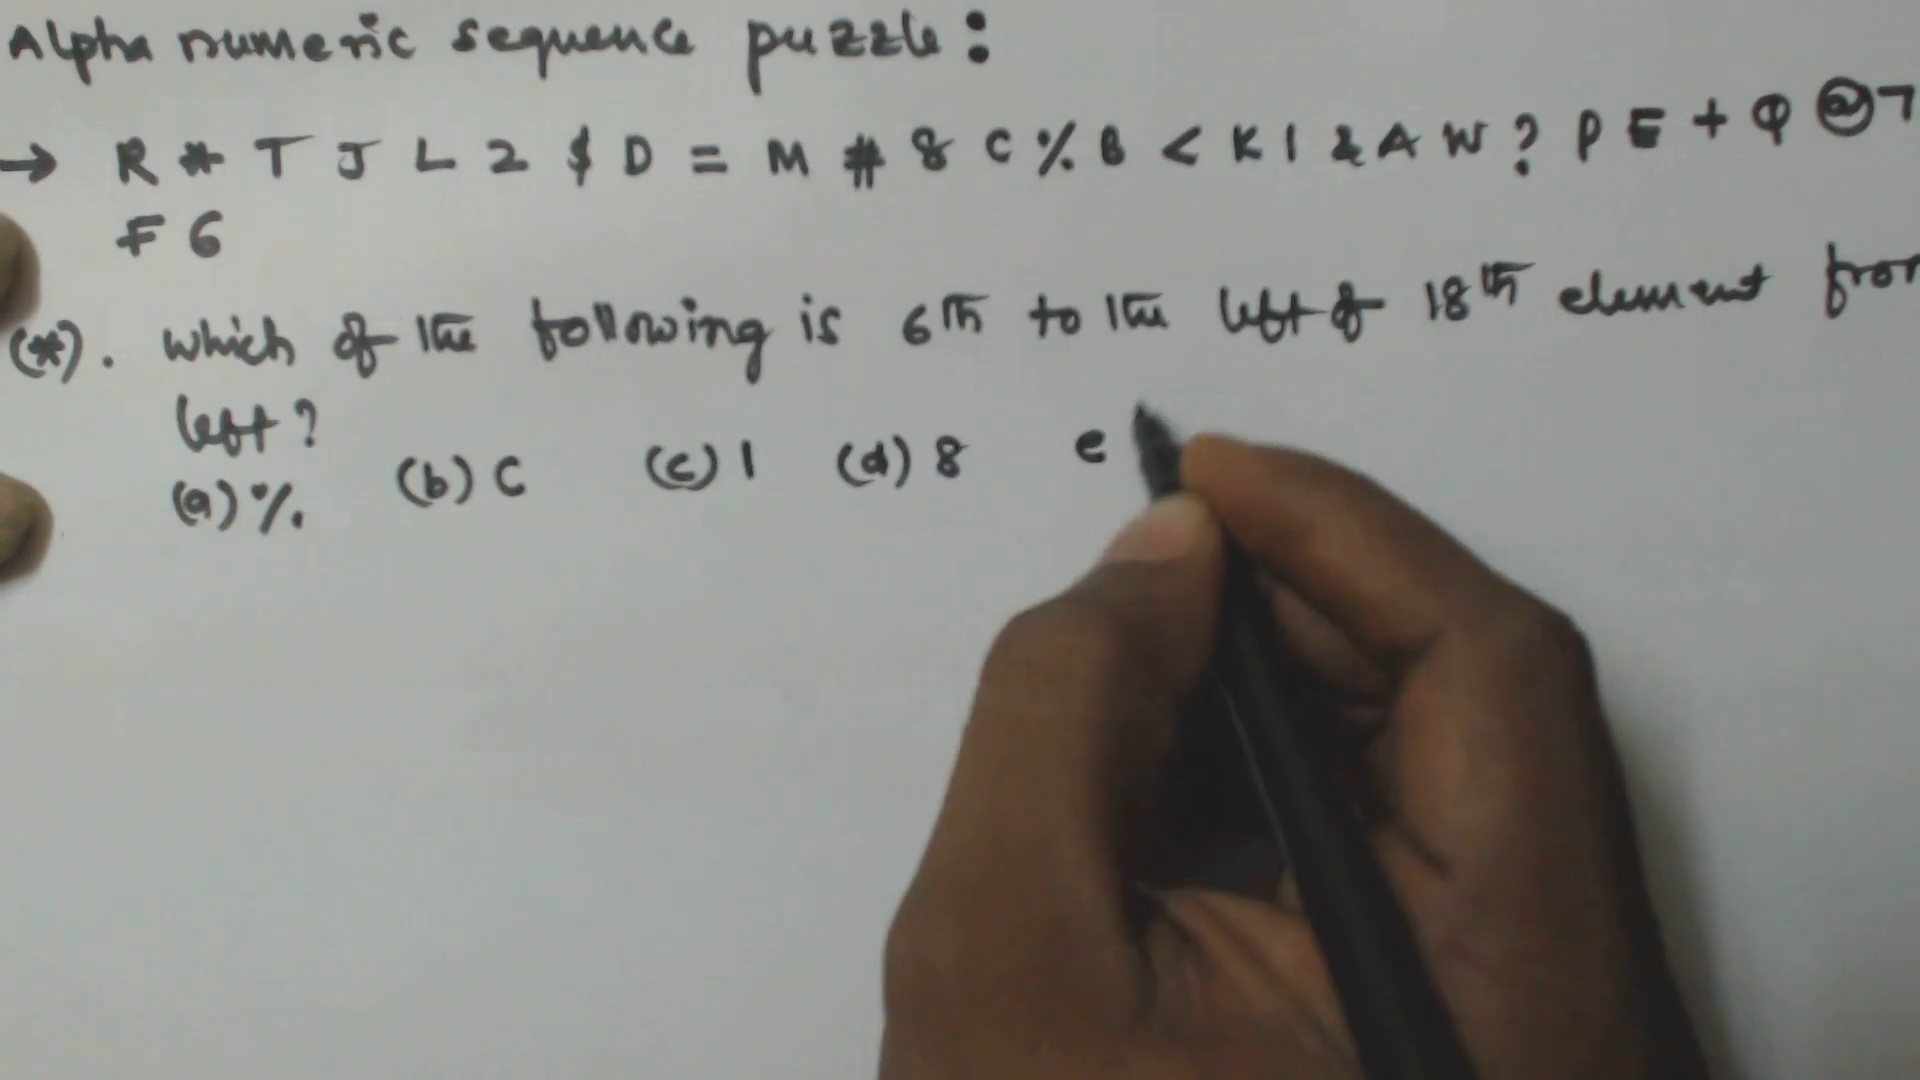 Alpha numeric sequence puzzle:
→ R * T J L 2 $ D = M # 8 C % B < K 1 & A W ? P E + Q @ 7
F 6
(*). which of the following is 6th to the left of 18th element from
left?
(a) % (b) C (c) 1 (d) 8 e